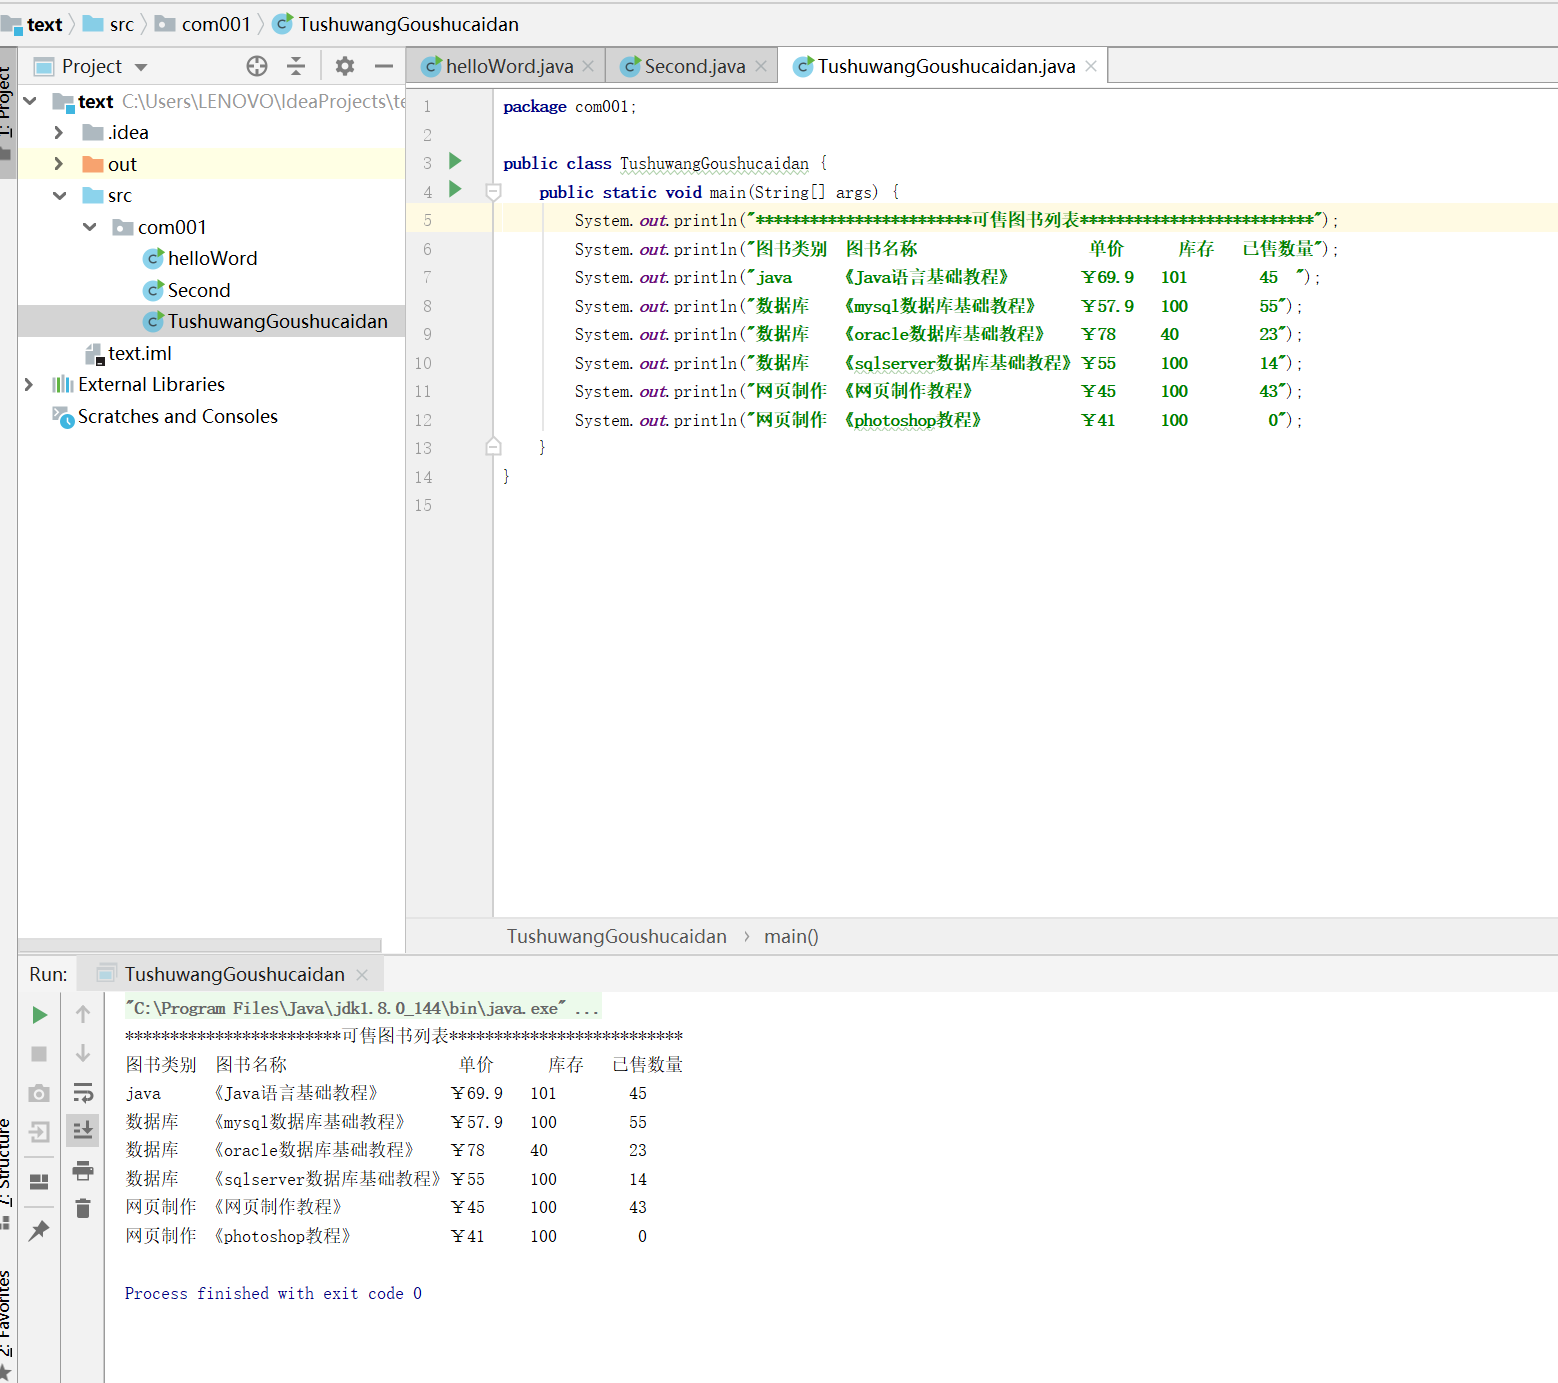 text src com001 TushuwangGoushucaidan
1: Project
Project
helloWord.java Second.java TushuwangGoushucaidan.java
text C:\Users\LENOVO\IdeaProjects\te
.idea
out
src
com001
helloWord
Second
TushuwangGoushucaidan
text.iml
External Libraries
Scratches and Consoles
1 package com001;
2
3 public class TushuwangGoushucaidan {
4 public static void main(String[] args) {
5 System.out.println("************************可售图书列表**************************");
6 System.out.println("图书类别  图书名称                   单价      库存   已售数量");
7 System.out.println("java      《Java语言基础教程》        ￥69.9   101        45  ");
8 System.out.println("数据库    《mysql数据库基础教程》     ￥57.9   100        55");
9 System.out.println("数据库    《oracle数据库基础教程》    ￥78     40         23");
10 System.out.println("数据库    《sqlserver数据库基础教程》 ￥55     100        14");
11 System.out.println("网页制作  《网页制作教程》            ￥45     100        43");
12 System.out.println("网页制作  《photoshop教程》           ￥41     100         0");
13 }
14 }
15
TushuwangGoushucaidan › main()
Run: TushuwangGoushucaidan
"C:\Program Files\Java\jdk1.8.0_144\bin\java.exe" ...
************************可售图书列表**************************
图书类别  图书名称                   单价      库存   已售数量
java      《Java语言基础教程》        ￥69.9   101        45
数据库    《mysql数据库基础教程》     ￥57.9   100        55
数据库    《oracle数据库基础教程》    ￥78     40         23
数据库    《sqlserver数据库基础教程》 ￥55     100        14
网页制作  《网页制作教程》            ￥45     100        43
网页制作  《photoshop教程》           ￥41     100         0
Process finished with exit code 0
7: Structure
2: Favorites